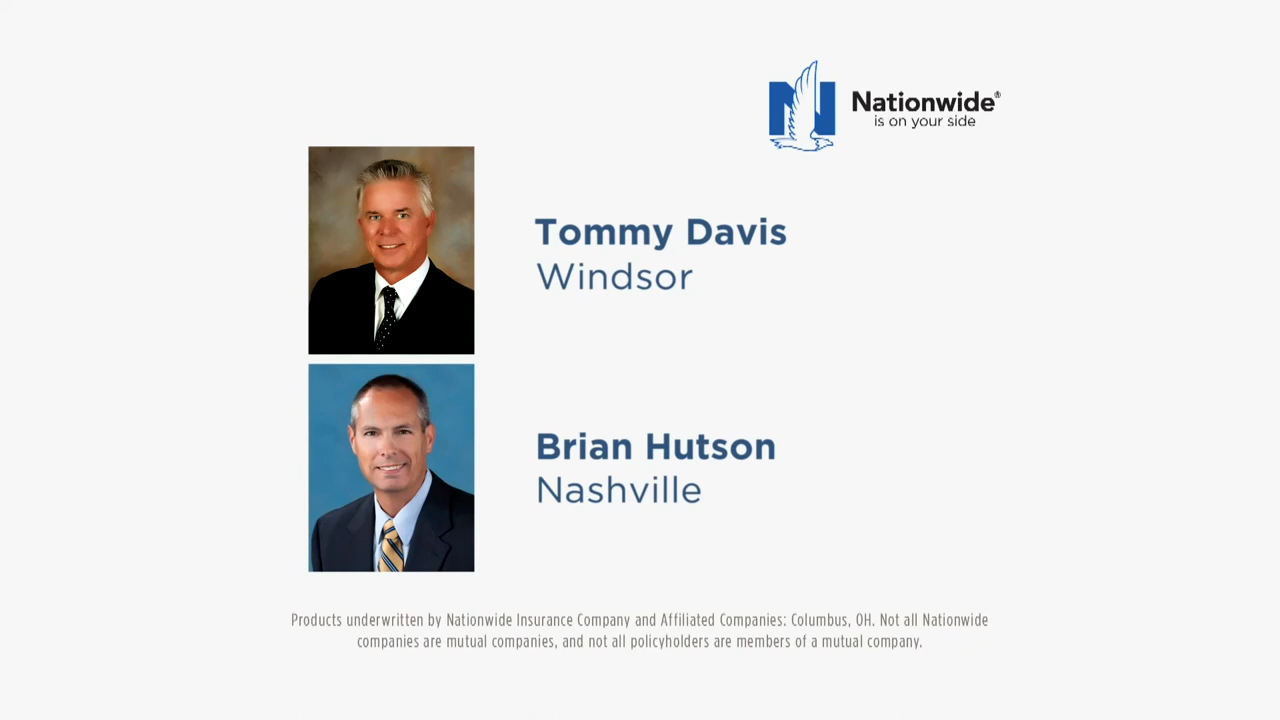 Nationwide®
is on your side
Tommy Davis
Windsor
Brian Hutson
Nashville
Products underwritten by Nationwide Insurance Company and Affiliated Companies: Columbus, OH. Not all Nationwide
companies are mutual companies, and not all policyholders are members of a mutual company.